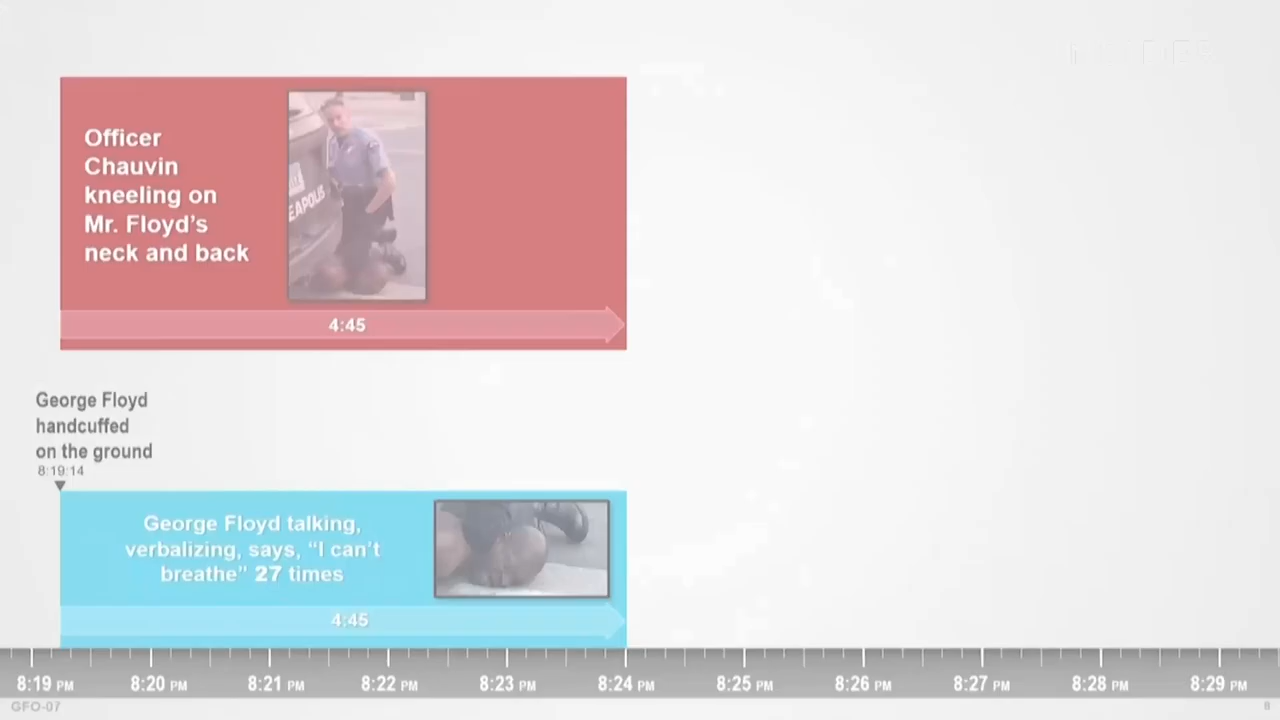 Officer
Chauvin
kneeling on
Mr. Floyd's
neck and back
EAPOLIS
4:45
George Floyd
handcuffed
on the ground
8:19:14
George Floyd talking,
verbalizing, says, “I can't
breathe” 27 times
4:45
8:19 PM 8:20 PM 8:21 PM 8:22 PM 8:23 PM 8:24 PM 8:25 PM 8:26 PM 8:27 PM 8:28 PM 8:29 PM
GFO-07 8